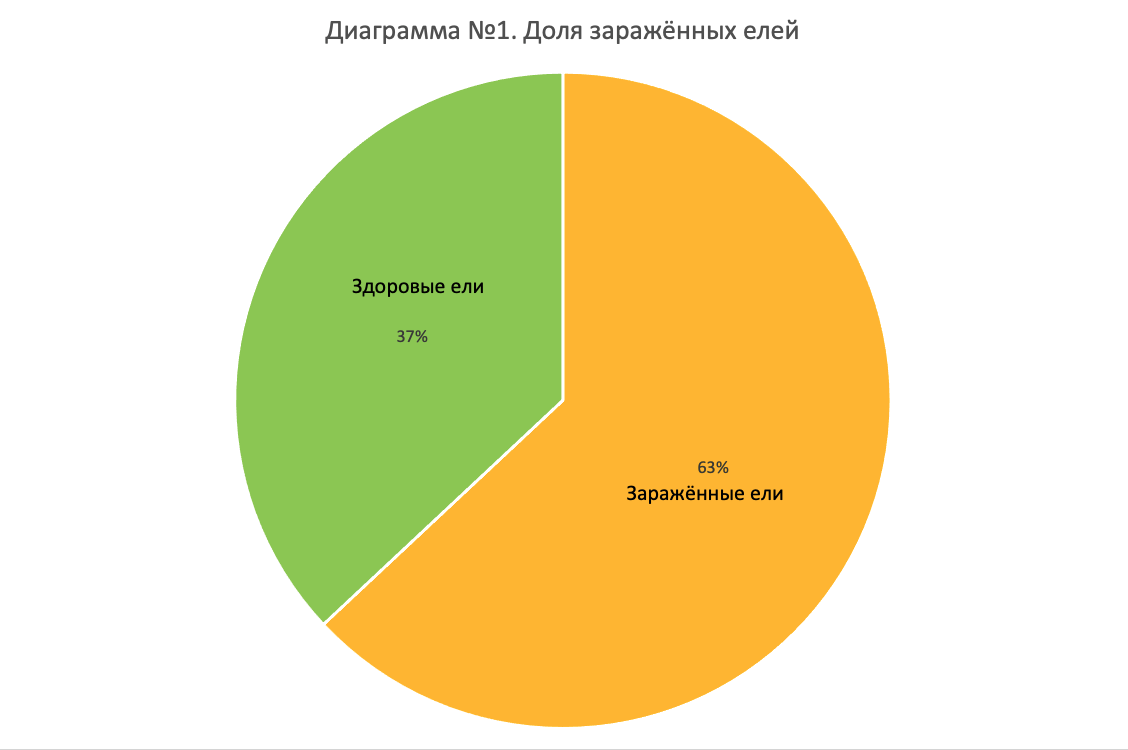 Диаграмма №1. Доля заражённых елей
Здоровые ели
37%
63%
Заражённые ели